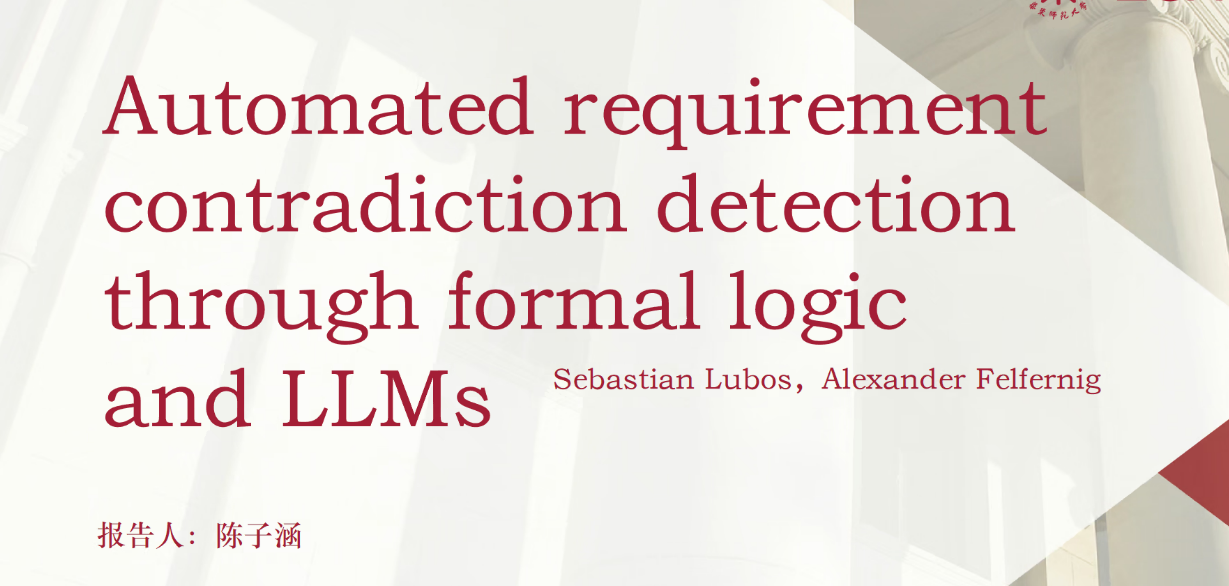 Automated requirement
contradiction detection
through formal logic
and LLMs
Sebastian Lubos，Alexander Felfernig
报告人：陈子涵